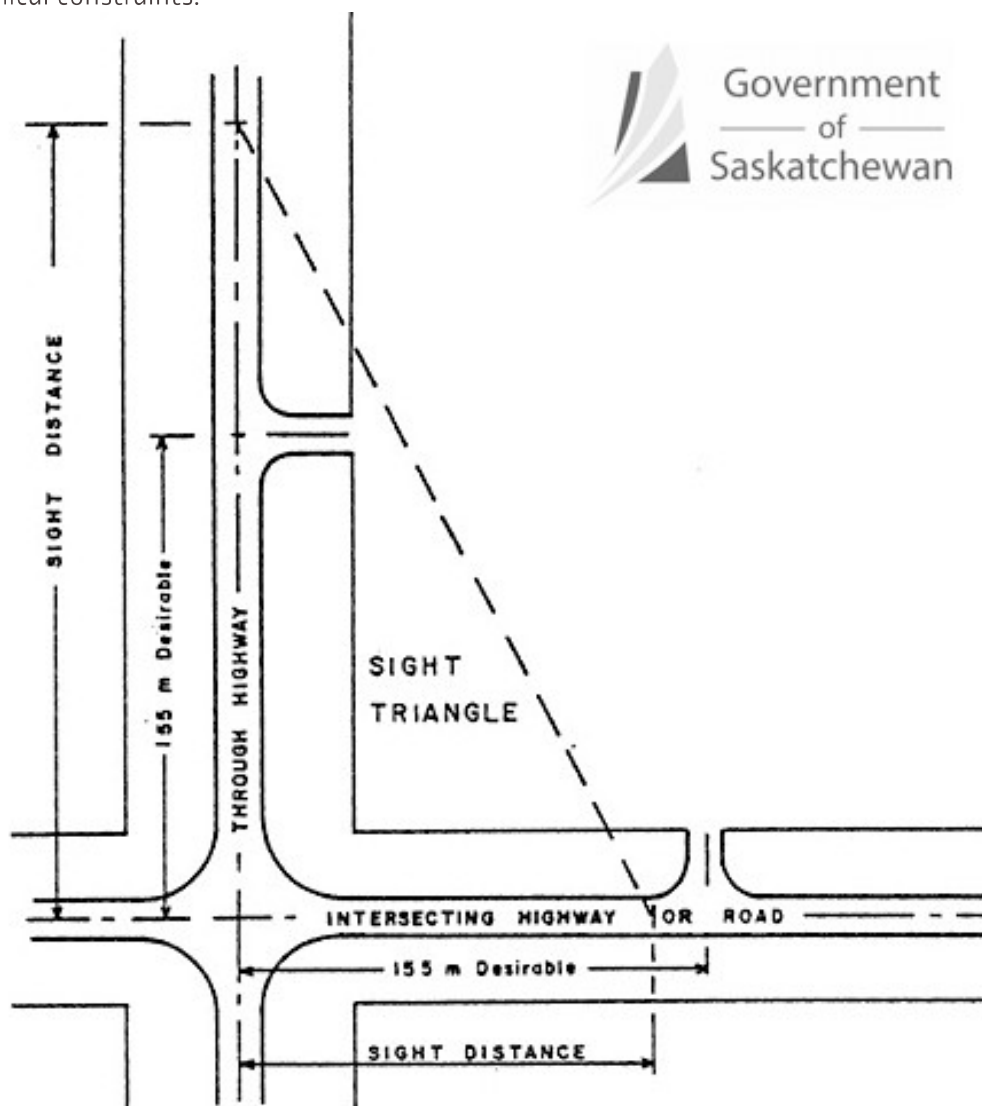 nical constraints.
Government
of
Saskatchewan
SIGHT DISTANCE
155 m Desirable
THROUGH HIGHWAY
SIGHT
TRIANGLE
INTERSECTING HIGHWAY OR ROAD
155 m Desirable
SIGHT DISTANCE